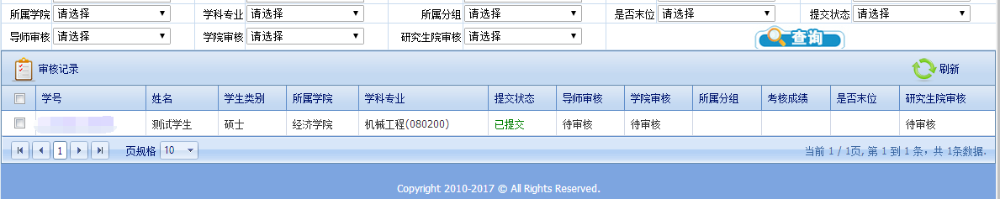 所属学院 请选择 学科专业 请选择 所属分组 请选择 是否末位 请选择 提交状态 请选择
导师审核 请选择 学院审核 请选择 研究生院审核 请选择 查询
审核记录 刷新
学号 姓名 学生类别 所属学院 学科专业 提交状态 导师审核 学院审核 所属分组 考核成绩 是否末位 研究生院审核
测试学生 硕士 经济学院 机械工程(080200) 已提交 待审核 待审核 待审核
1 页规格 10 当前 1 / 1页, 第 1 到 1 条，共 1条数据.
Copyright 2010-2017 © All Rights Reserved.